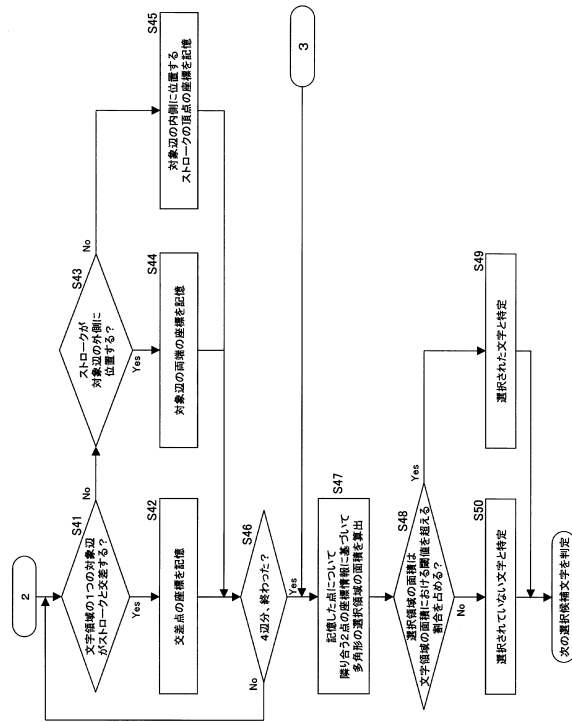 2
S41
文字領域の1つの対象辺
がストロークと交差する?
No
Yes
S42
交差点の座標を記憶
S43
ストロークが
対象辺の外側に
位置する?
No
Yes
S44
対象辺の両端の座標を記憶
S45
対象辺の内側に位置する
ストロークの頂点の座標を記憶
S46
4辺分、終わった?
No
Yes
3
S47
記憶した点について
隣り合う2点の座標情報に基づいて
多角形の選択領域の面積を算出
S48
選択領域の面積は
文字領域の面積における閾値を超える
割合を占める?
Yes
No
S49
選択された文字と特定
S50
選択されていない文字と特定
次の選択候補文字を判定